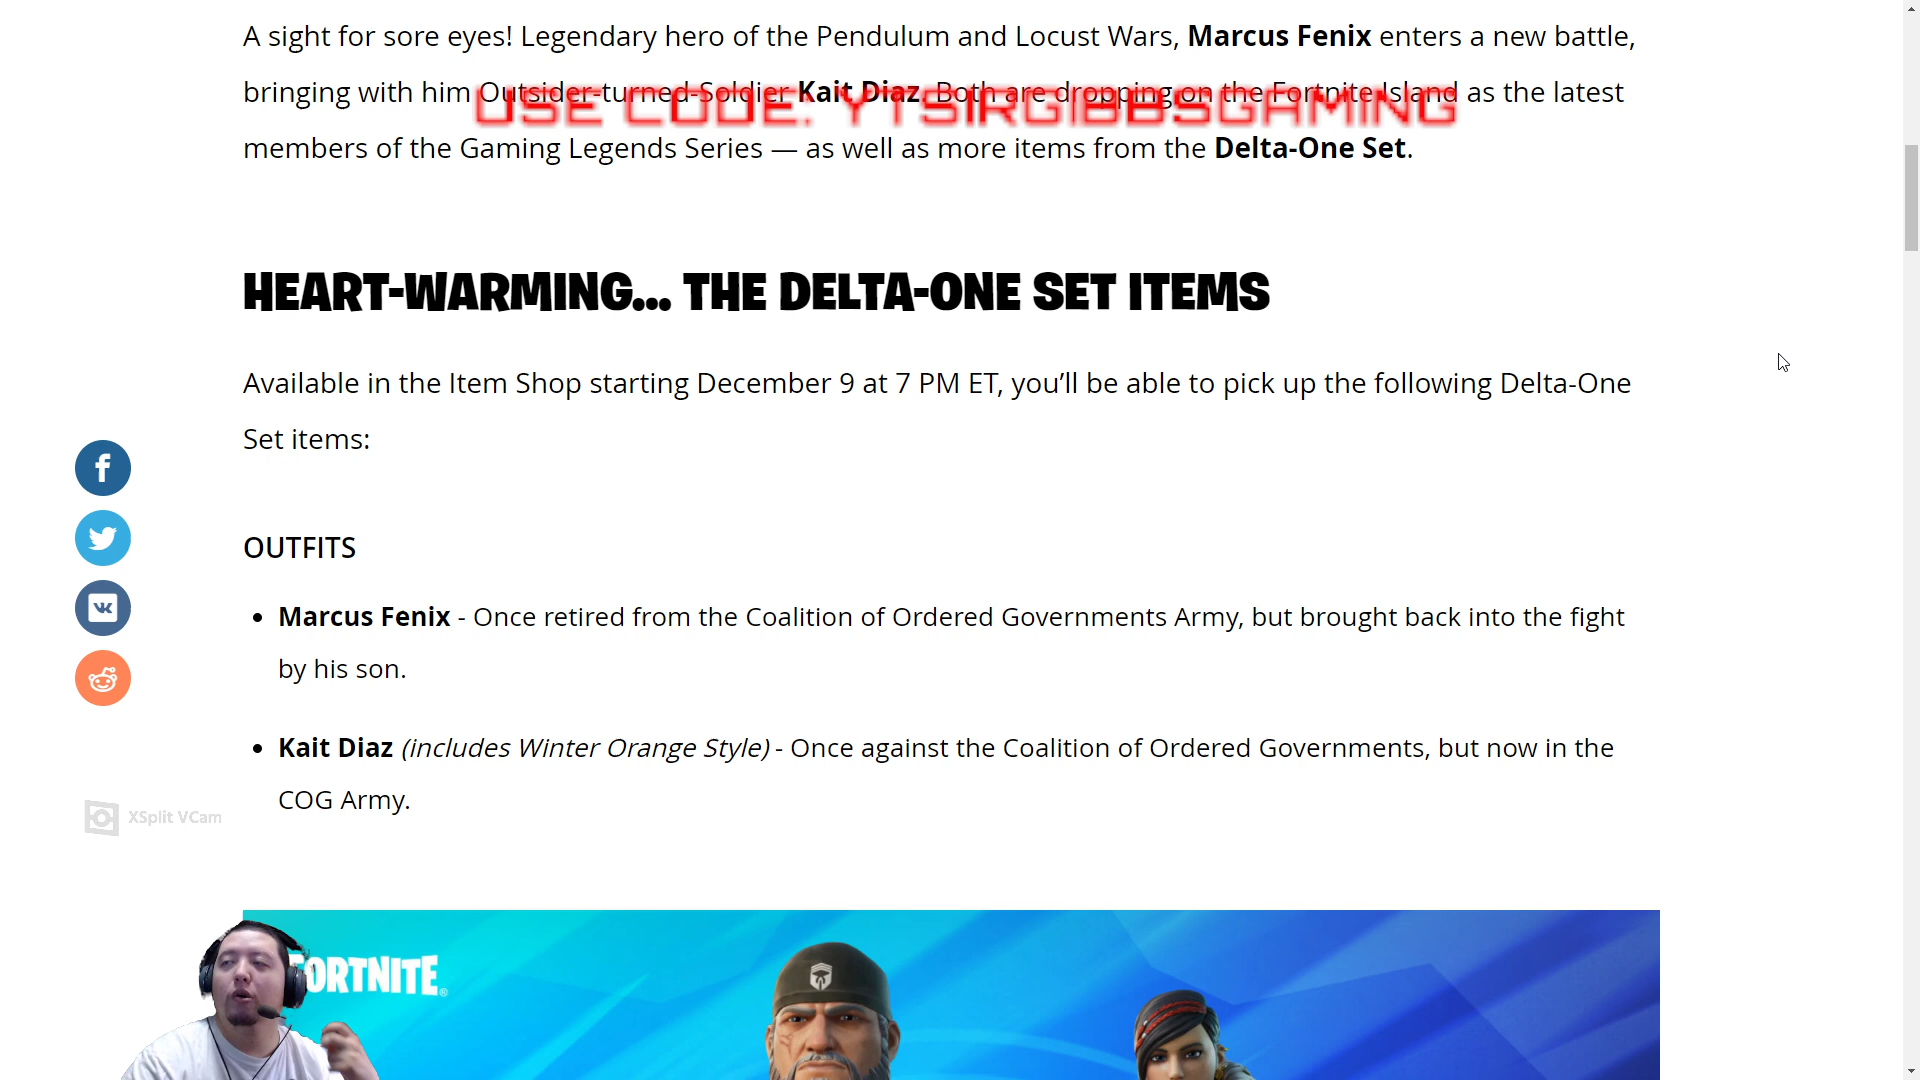 A sight for sore eyes! Legendary hero of the Pendulum and Locust Wars, Marcus Fenix enters a new battle,
bringing with him Outsider-turned-Soldier Kait Diaz. Both are dropping on the Fortnite Island as the latest
USE CODE: YTSIRGIBBSGAMING
members of the Gaming Legends Series — as well as more items from the Delta-One Set.
HEART-WARMING... THE DELTA-ONE SET ITEMS
Available in the Item Shop starting December 9 at 7 PM ET, you’ll be able to pick up the following Delta-One
Set items:
OUTFITS
• Marcus Fenix - Once retired from the Coalition of Ordered Governments Army, but brought back into the fight
by his son.
• Kait Diaz (includes Winter Orange Style) - Once against the Coalition of Ordered Governments, but now in the
COG Army.
XSplit VCam
FORTNITE®